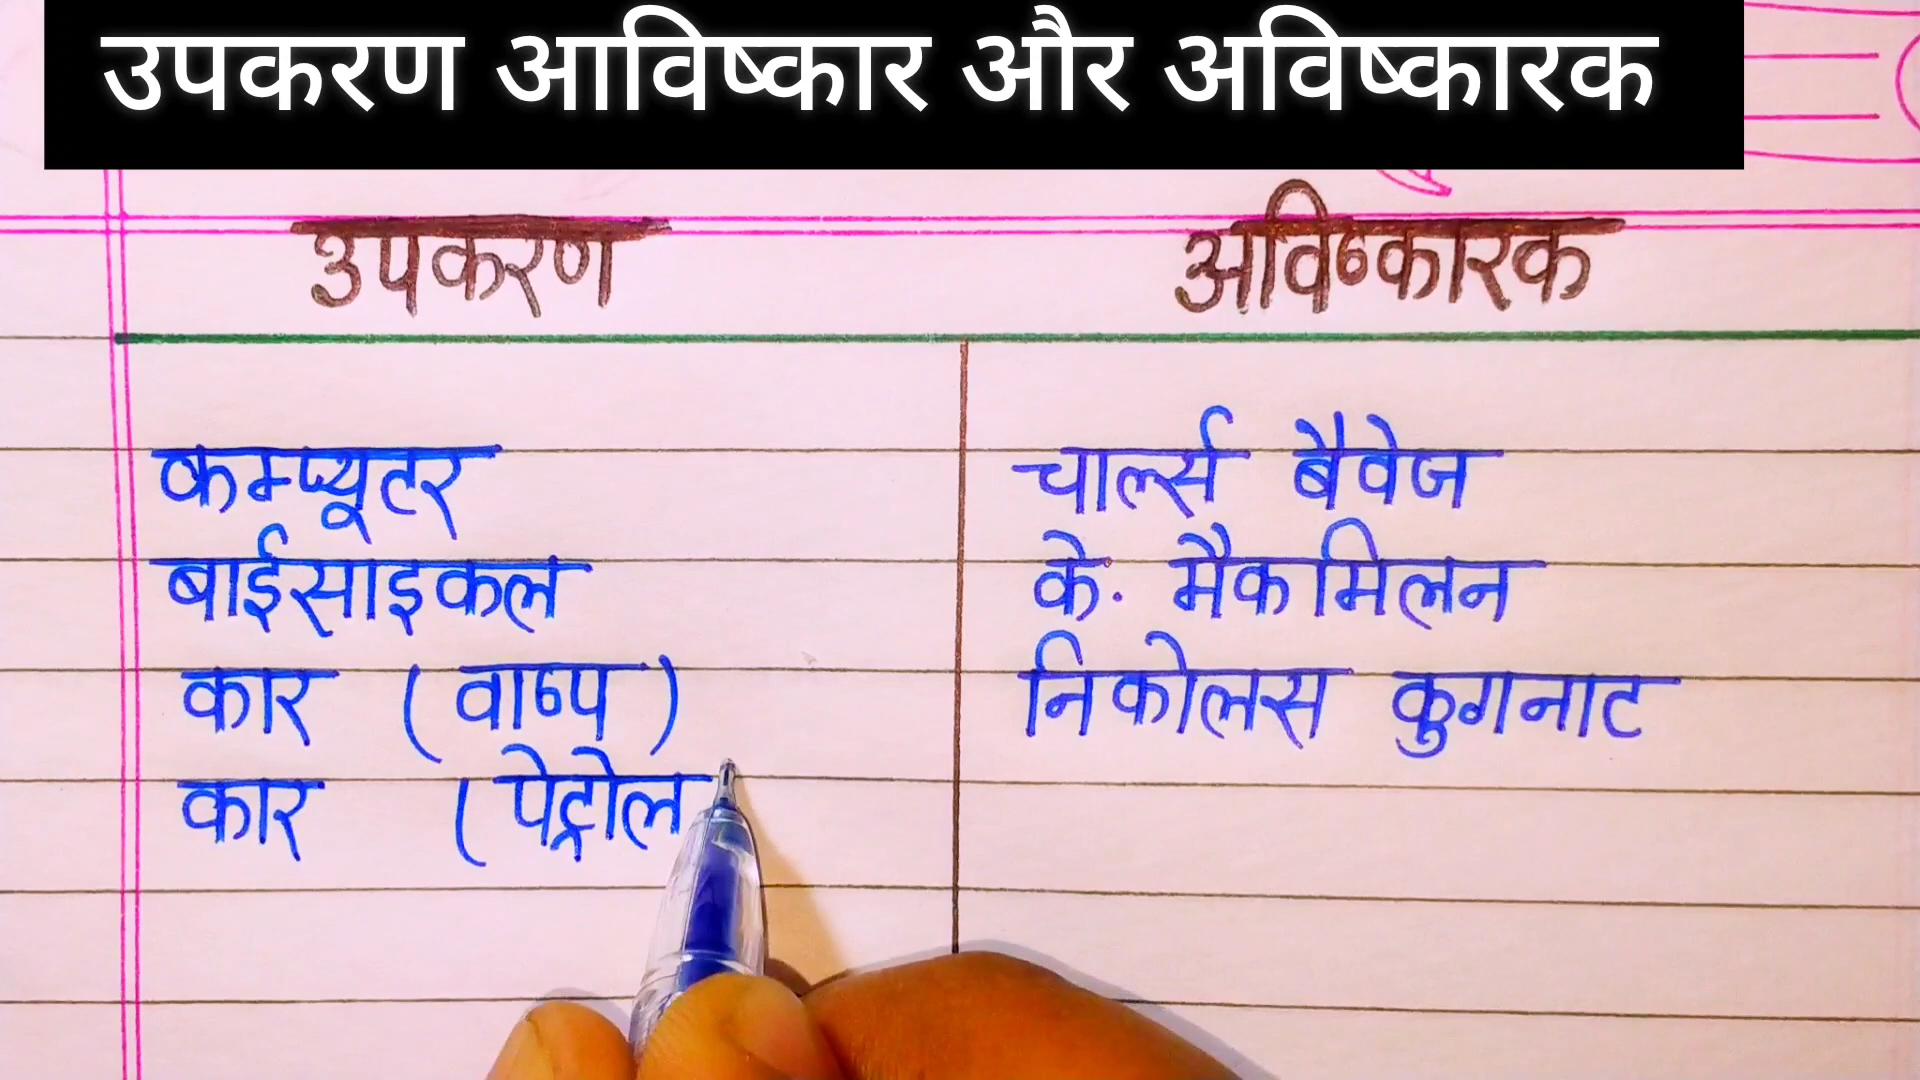 उपकरण आविष्कार और अविष्कारक
उपकरण अविष्कारक
कम्प्यूटर चार्ल्स बैवेज
बाईसाइकल के. मैकमिलन
कार (वाष्प) निकोलस कुगनाट
कार (पेट्रोल